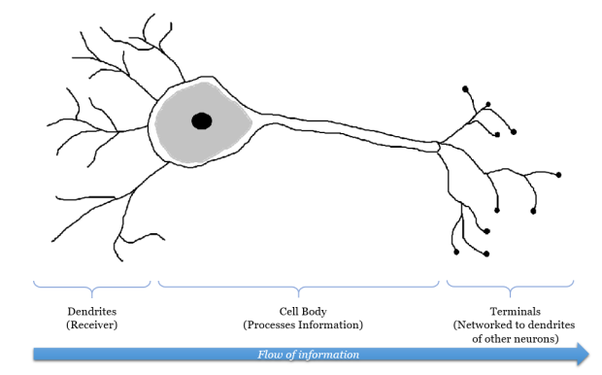 Dendrites
(Receiver)
Cell Body
(Processes Information)
Terminals
(Networked to dendrites
of other neurons)
Flow of information